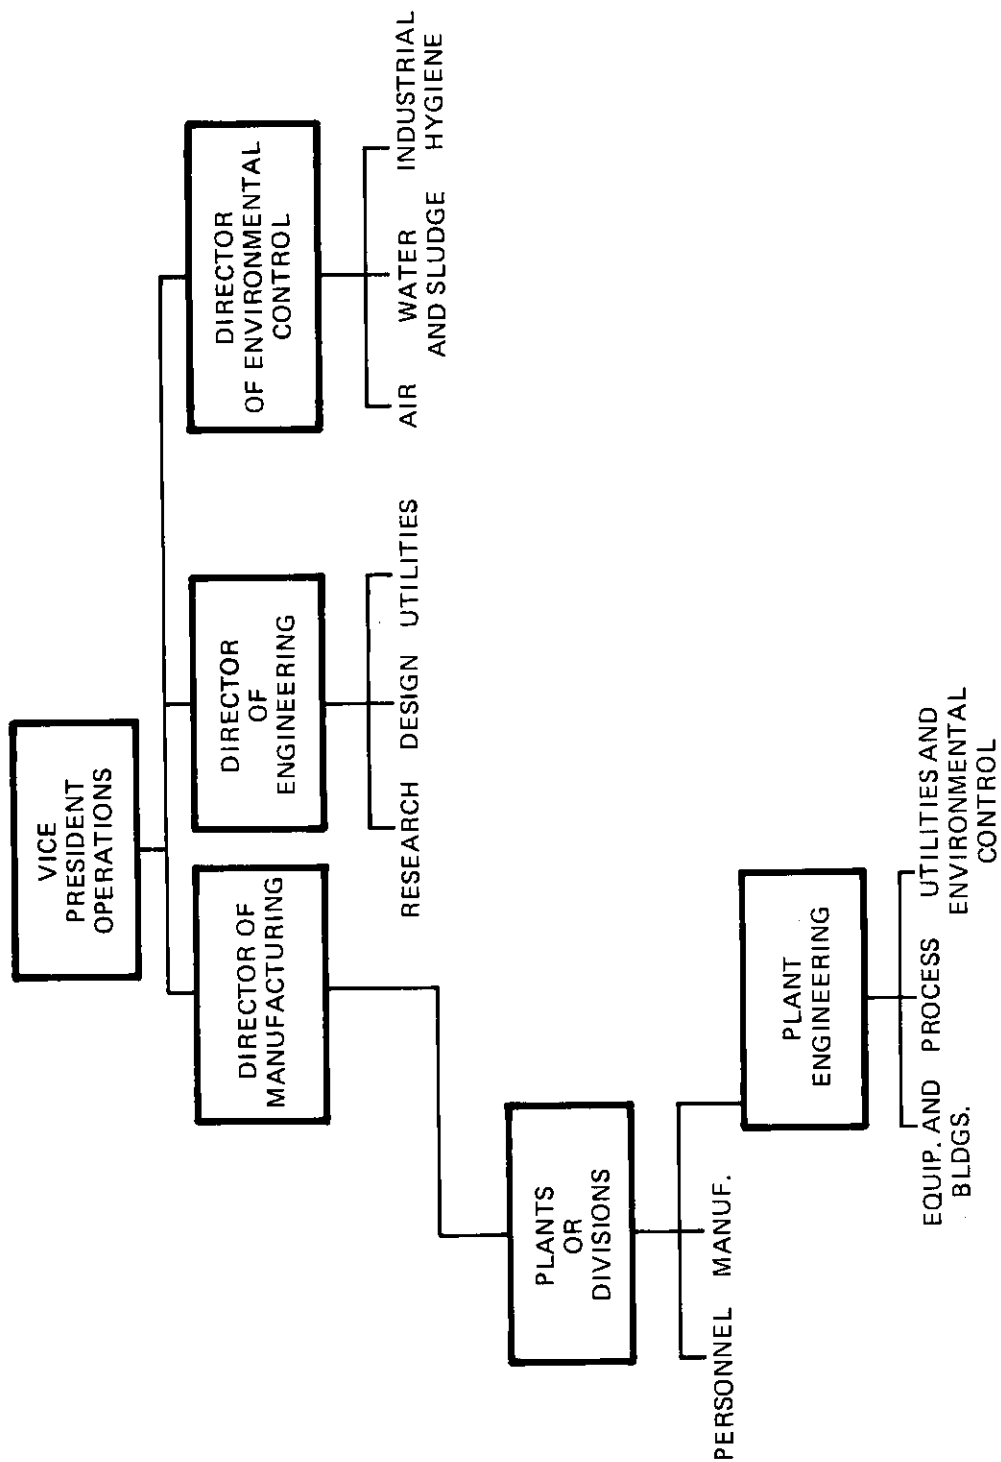 VICE
PRESIDENT
OPERATIONS
DIRECTOR OF
MANUFACTURING
DIRECTOR
OF
ENGINEERING
DIRECTOR
OF ENVIRONMENTAL
CONTROL
RESEARCH
DESIGN
UTILITIES
AIR
WATER
AND SLUDGE
INDUSTRIAL
HYGIENE
PLANTS
OR
DIVISIONS
PERSONNEL
MANUF.
PLANT
ENGINEERING
EQUIP. AND
BLDGS.
PROCESS
UTILITIES AND
ENVIRONMENTAL
CONTROL